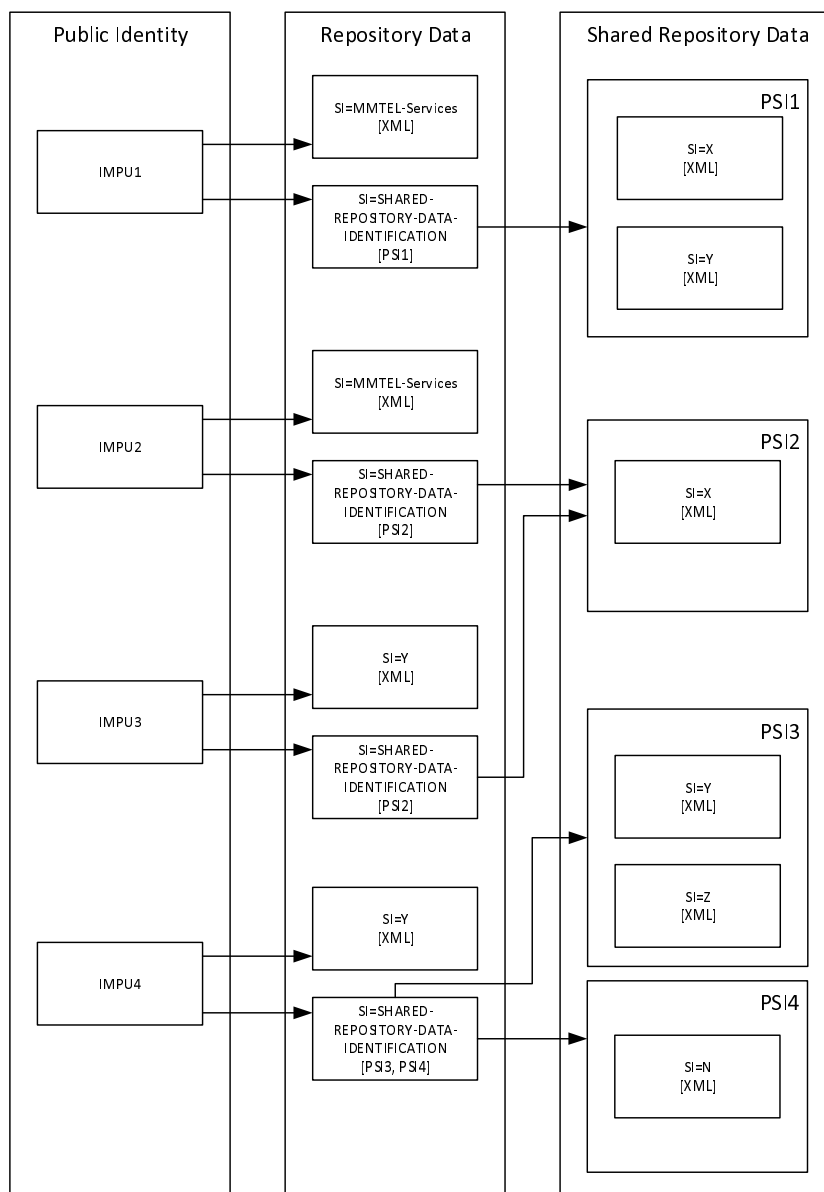 Public Identity
Repository Data
Shared Repository Data
IMPU1
SI=MMTEL-Services
[XML]
SI=SHARED-
REPOSITORY-DATA-
IDENTIFICATION
[PSI1]
PSI1
SI=X
[XML]
SI=Y
[XML]
IMPU2
SI=MMTEL-Services
[XML]
SI=SHARED-
REPOSITORY-DATA-
IDENTIFICATION
[PSI2]
PSI2
SI=X
[XML]
IMPU3
SI=Y
[XML]
SI=SHARED-
REPOSITORY-DATA-
IDENTIFICATION
[PSI2]
PSI3
SI=Y
[XML]
SI=Z
[XML]
IMPU4
SI=Y
[XML]
SI=SHARED-
REPOSITORY-DATA-
IDENTIFICATION
[PSI3, PSI4]
PSI4
SI=N
[XML]